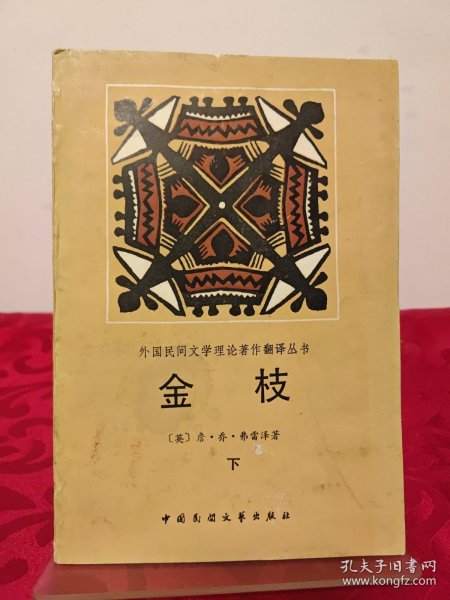 外国民间文学理论著作翻译丛书
金枝
〔英〕詹·乔·弗雷泽著
下
中国民间文艺出版社
孔夫子旧书网
www.kongfz.com